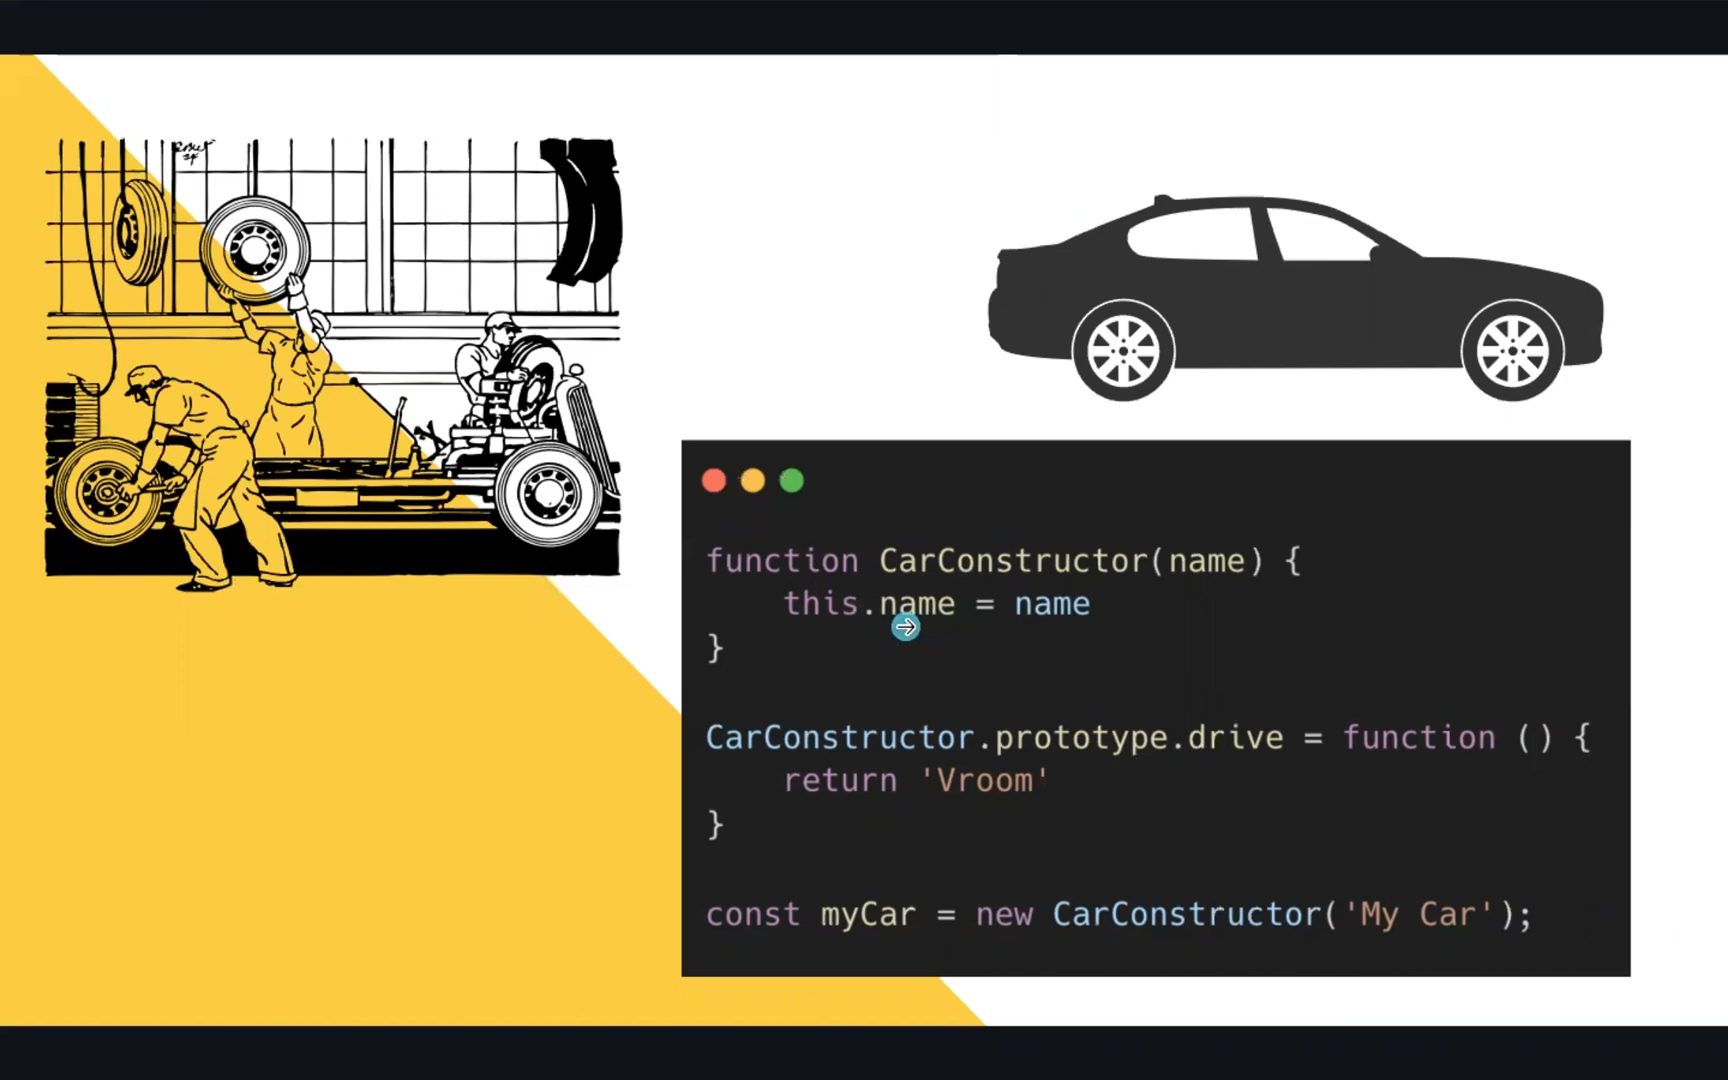 function CarConstructor(name) {
    this.name = name
}
CarConstructor.prototype.drive = function () {
    return 'Vroom'
}
const myCar = new CarConstructor('My Car');